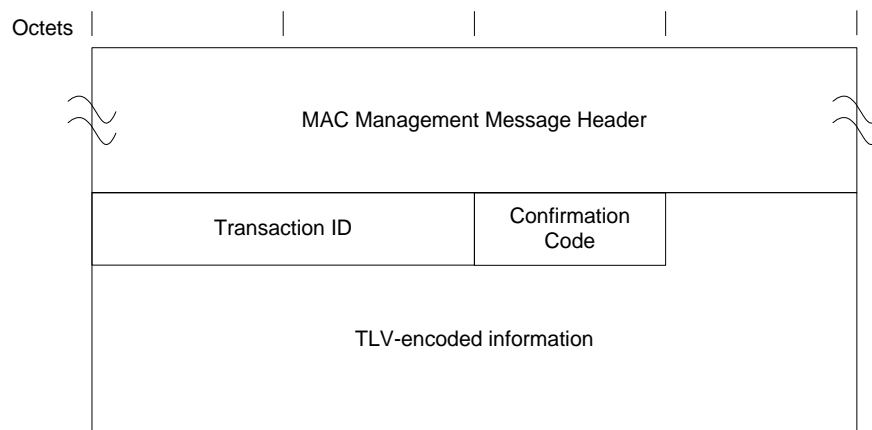 Octets
MAC Management Message Header
Transaction ID
Confirmation
Code
TLV-encoded information